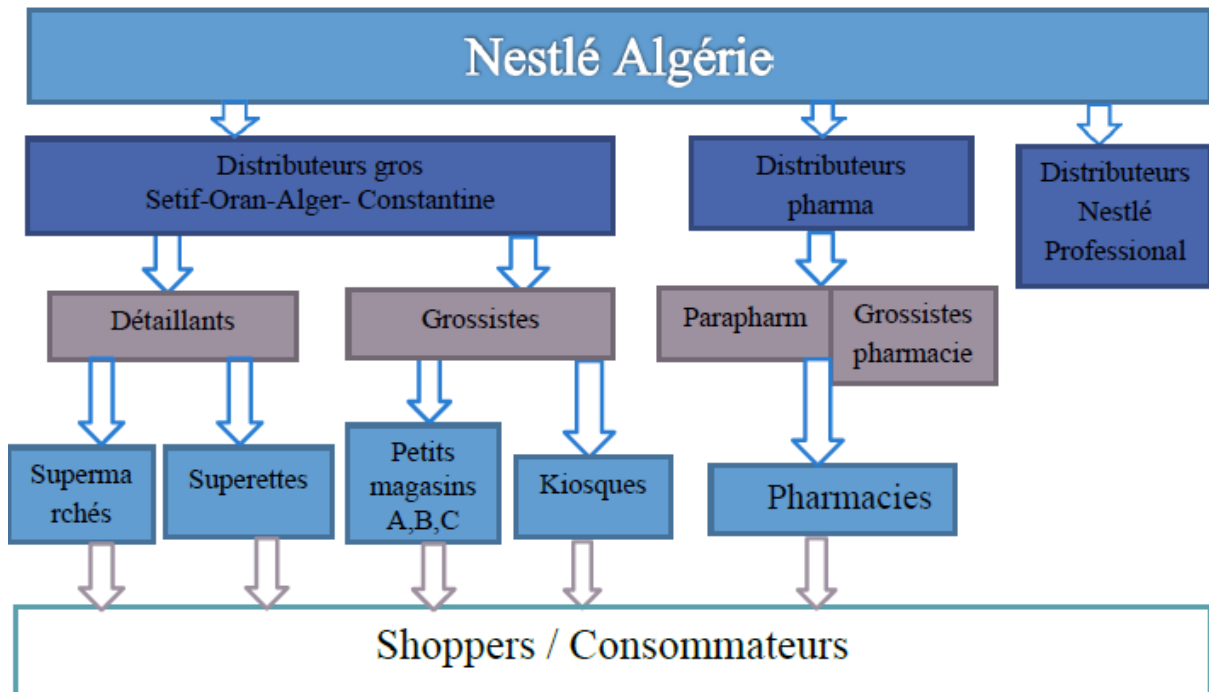 Nestlé Algérie
Distributeurs gros
Setif-Oran-Alger- Constantine
Distributeurs
pharma
Distributeurs
Nestlé
Professional
Détaillants
Grossistes
Parapharm
Grossistes
pharmacie
Superma
rchés
Superettes
Petits
magasins
A,B,C
Kiosques
Pharmacies
Shoppers / Consommateurs